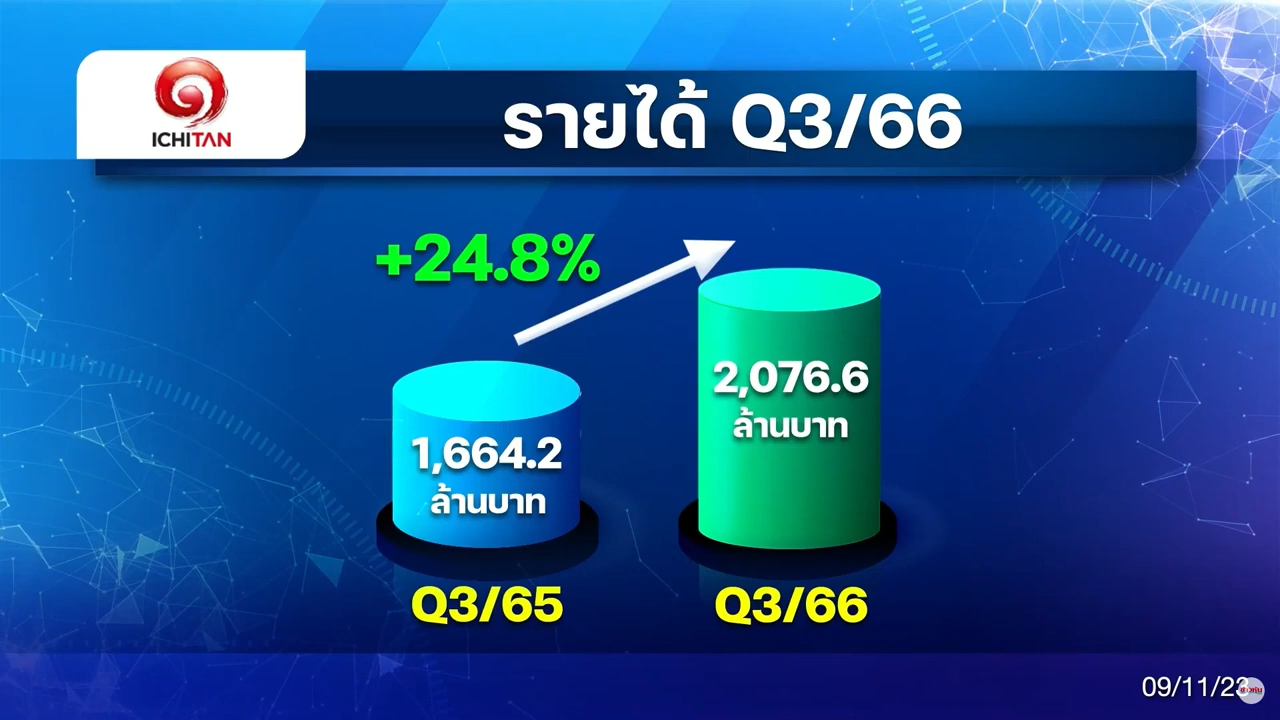 ICHITAN
รายได้ Q3/66
+24.8%
1,664.2
ล้านบาท
2,076.6
ล้านบาท
Q3/65
Q3/66
09/11/23